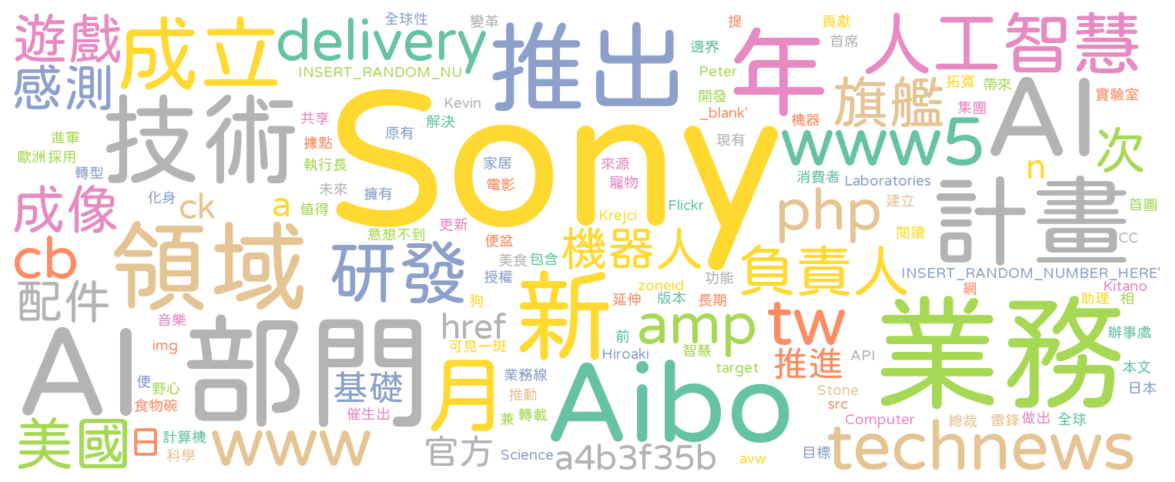 遊戲
成立
delivery
全球性
變革
推出
提
年
貢獻
首席
人工智慧
感測
INSERT_RANDOM_NU
邊界
Peter
旗艦
拓寬
帶來
實驗室
AI
技術
Kevin
Sony
開發
_blank'
機器
集團
進軍
共享
原有
解決
www5
次
歐洲
採用
據點
家居
來源
現有
消費者
n
轉型
執行長
電影
寵物
Laboratories
計畫
成像
化身
ck
a
未來
值得
擁有
Krejci
Flickr
php
建立
首圖
領域
意想不到
更新
便盆
機器人
負責人
閱讀
CC
cb
研發
美食
包含
授權
功能
INSERT_RANDOM_NUMBER_HERE'
配件
新
狗
zoneid
延伸
版本
長期
網
Kitano
助理
相
音樂
href
前
amp
tw
業務
辦事處
AI
部門
img
可見一斑
月
Hiroaki
智慧
target
推進
API
本文
便
野心
基礎
業務線
推動
Aibo
Stone
src
日本
食物碗
催生出
兼
轉載
Computer
總裁
雷鋒
做出
全球
美國
日
計算機
科學
www
官方
Science
a4b3f35b
avw
目標
technews